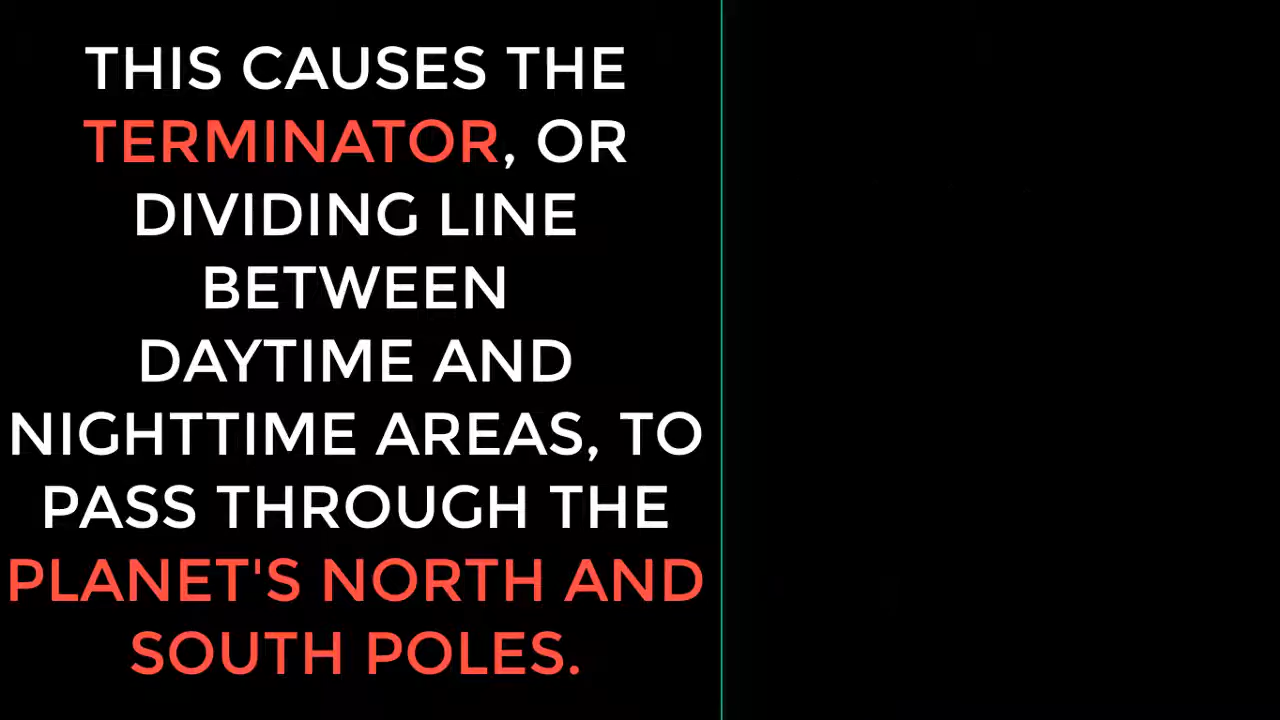 THIS CAUSES THE
TERMINATOR, OR
DIVIDING LINE
BETWEEN
DAYTIME AND
NIGHTTIME AREAS, TO
PASS THROUGH THE
PLANET'S NORTH AND
SOUTH POLES.